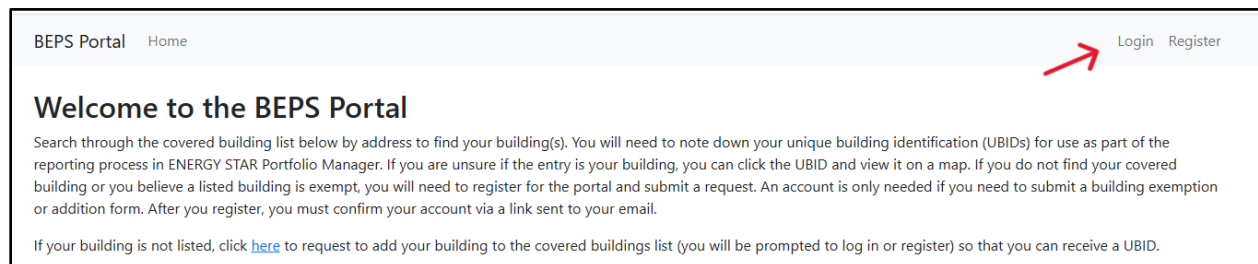 BEPS Portal Home Login Register
Welcome to the BEPS Portal
Search through the covered building list below by address to find your building(s). You will need to note down your unique building identification (UBIDs) for use as part of the
reporting process in ENERGY STAR Portfolio Manager. If you are unsure if the entry is your building, you can click the UBID and view it on a map. If you do not find your covered
building or you believe a listed building is exempt, you will need to register for the portal and submit a request. An account is only needed if you need to submit a building exemption
or addition form. After you register, you must confirm your account via a link sent to your email.
If your building is not listed, click here to request to add your building to the covered buildings list (you will be prompted to log in or register) so that you can receive a UBID.